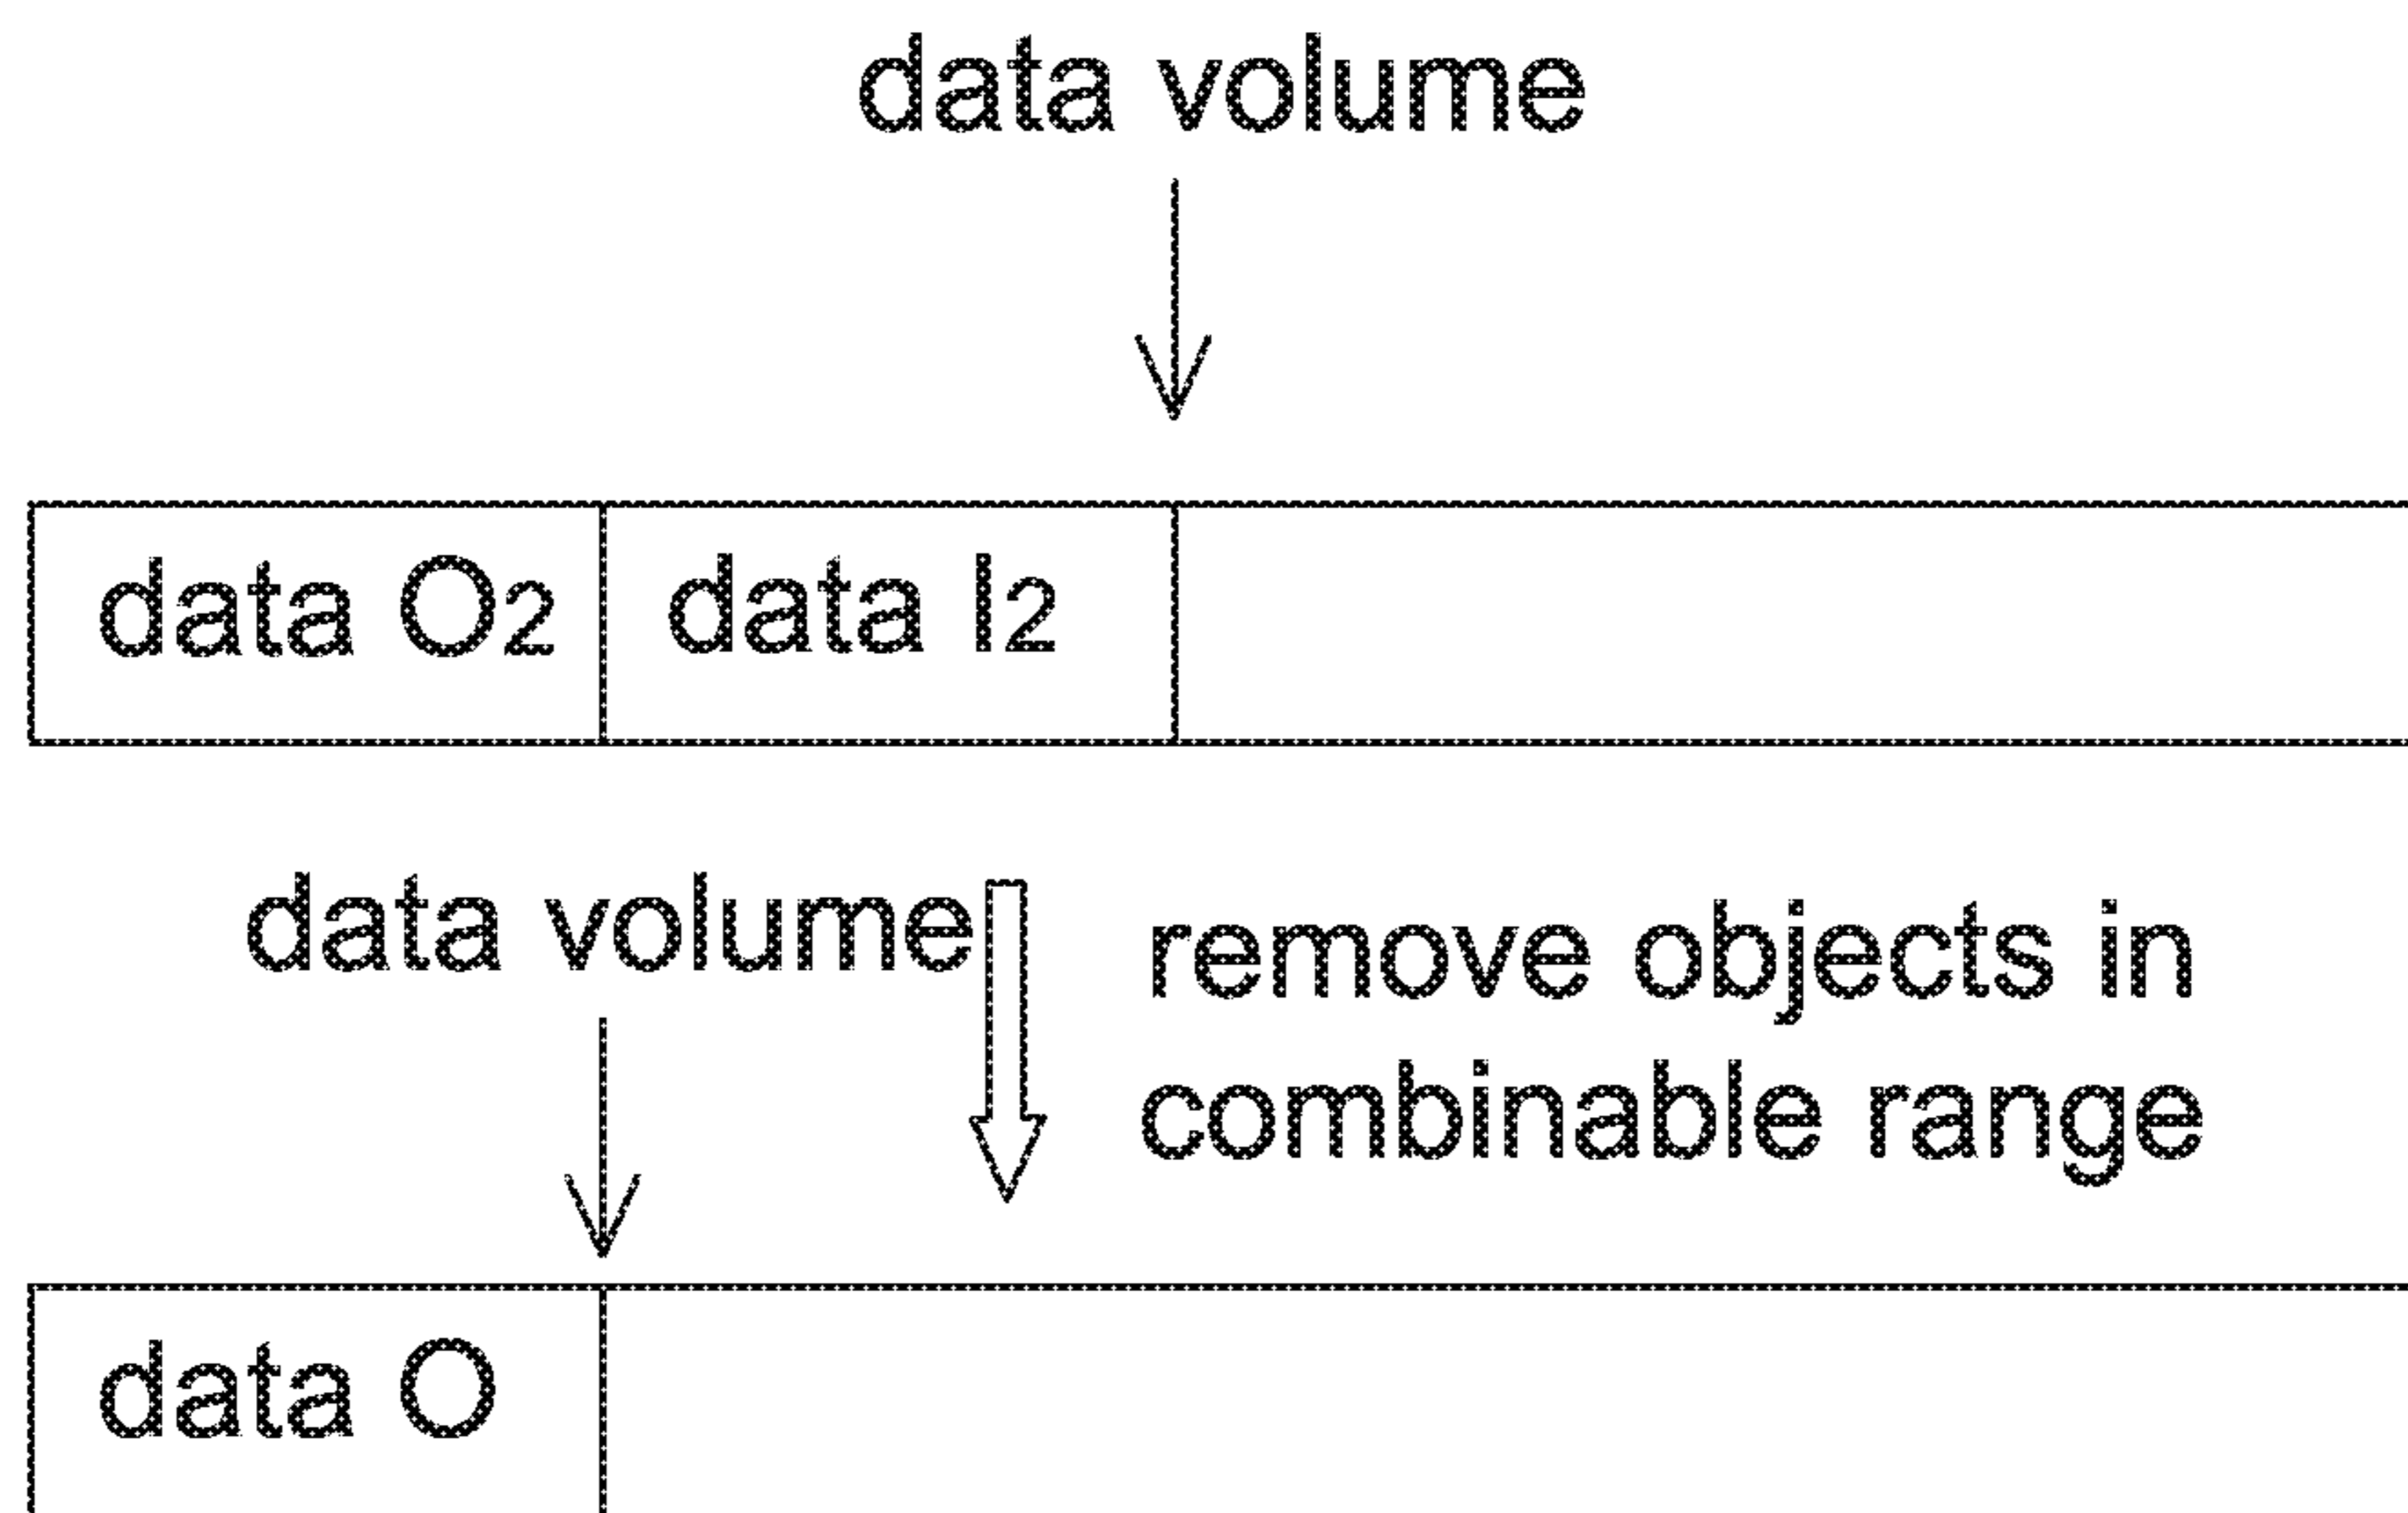 data volume
data O2 data I2
data volume
remove objects in
combinable range
data O